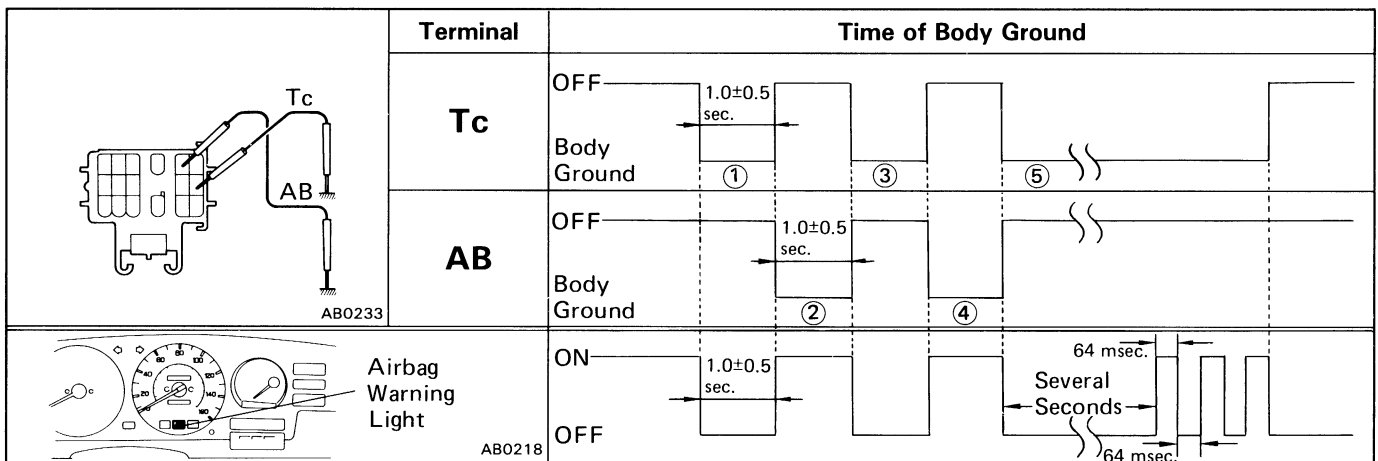 Terminal
Time of Body Ground
Tc
AB
AB0233
Tc
OFF
1.0±0.5
sec.
Body
Ground
① ③ ⑤
AB
OFF
1.0±0.5
sec.
Body
Ground
② ④
Airbag
Warning
Light
AB0218
ON
1.0±0.5
sec.
OFF
Several
Seconds
64 msec.
64 msec.